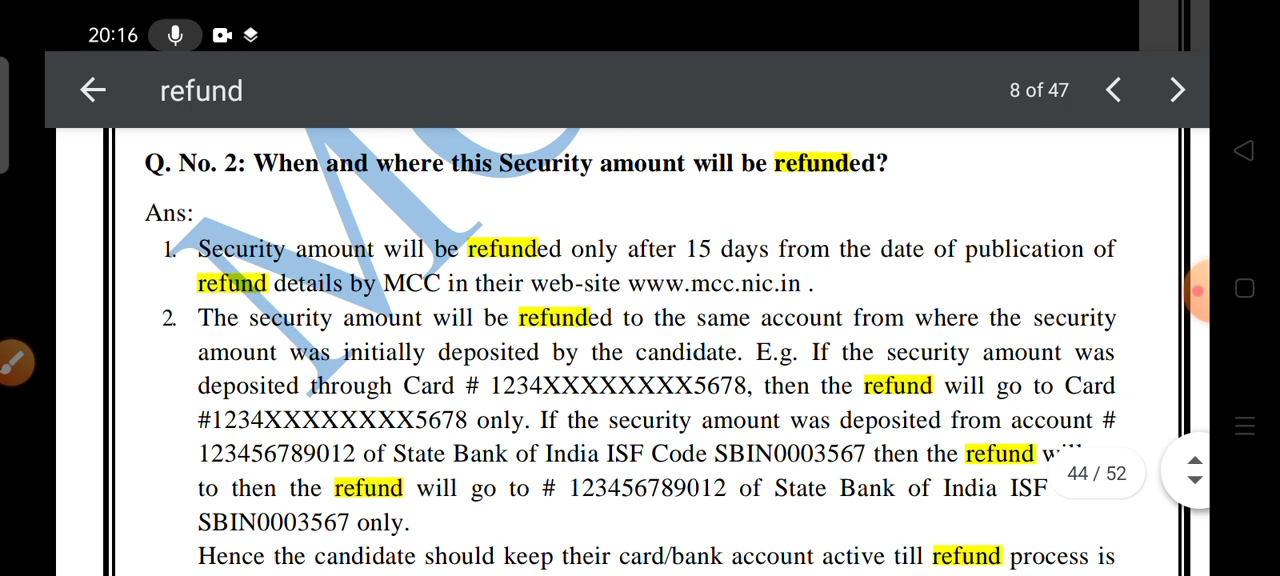 20:16
refund
8 of 47
Q. No. 2: When and where this Security amount will be refunded?
Ans:
1. Security amount will be refunded only after 15 days from the date of publication of
refund details by MCC in their web-site www.mcc.nic.in .
2. The security amount will be refunded to the same account from where the security
amount was initially deposited by the candidate. E.g. If the security amount was
deposited through Card # 1234XXXXXXXX5678, then the refund will go to Card
#1234XXXXXXXX5678 only. If the security amount was deposited from account #
123456789012 of State Bank of India ISF Code SBIN0003567 then the refund
44 / 52
to then the refund will go to # 123456789012 of State Bank of India ISF
SBIN0003567 only.
Hence the candidate should keep their card/bank account active till refund process is